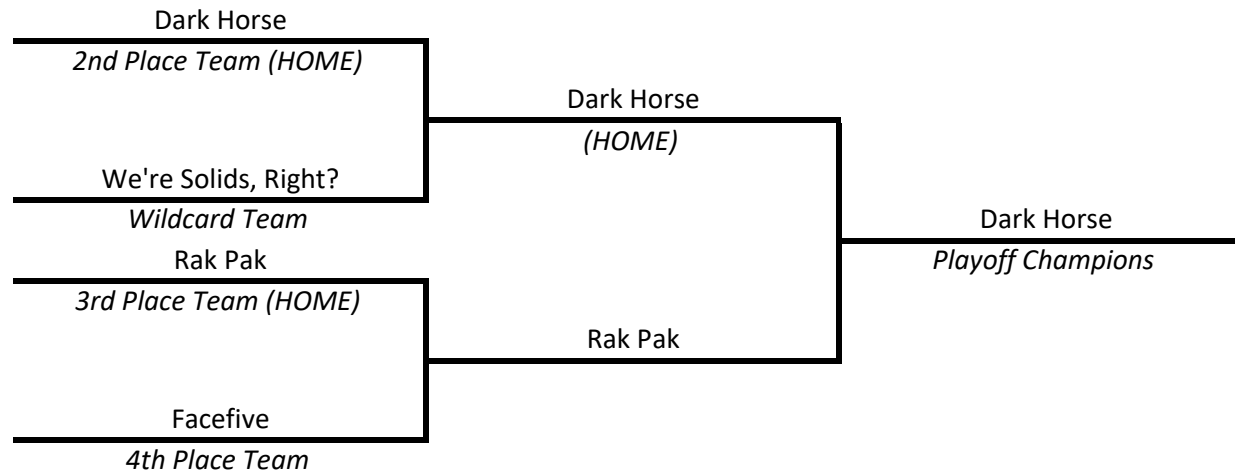 Dark Horse
2nd Place Team (HOME)
We're Solids, Right?
Wildcard Team
Rak Pak
3rd Place Team (HOME)
Facefive
4th Place Team
Dark Horse
(HOME)
Rak Pak
Dark Horse
Playoff Champions